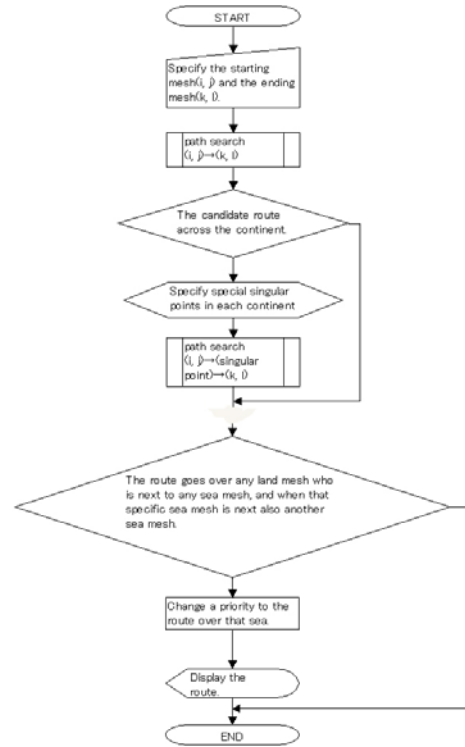 START
Specify the starting
mesh(i, j) and the ending
mesh(k, l).
path search
(i, j)→(k, l)
The candidate route
across the continent.
Specify special singular
points in each continent
path search
(i, j)→(singular
point)→(k, l)
The route goes over any land mesh who
is next to any sea mesh, and when that
specific sea mesh is next also another
sea mesh.
Change a priority to the
route over that sea.
Display the
route.
END